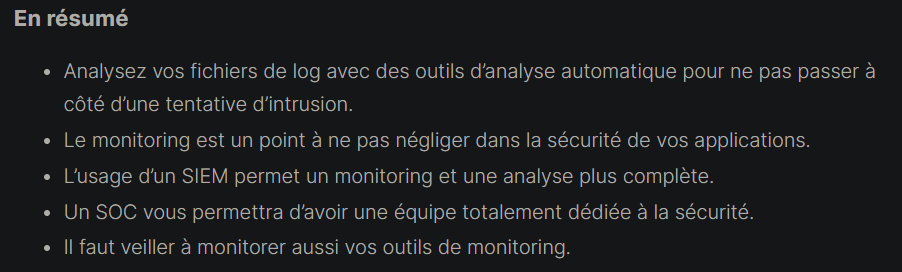 En résumé
• Analysez vos fichiers de log avec des outils d’analyse automatique pour ne pas passer à
côté d’une tentative d’intrusion.
• Le monitoring est un point à ne pas négliger dans la sécurité de vos applications.
• L’usage d’un SIEM permet un monitoring et une analyse plus complète.
• Un SOC vous permettra d’avoir une équipe totalement dédiée à la sécurité.
• Il faut veiller à monitorer aussi vos outils de monitoring.